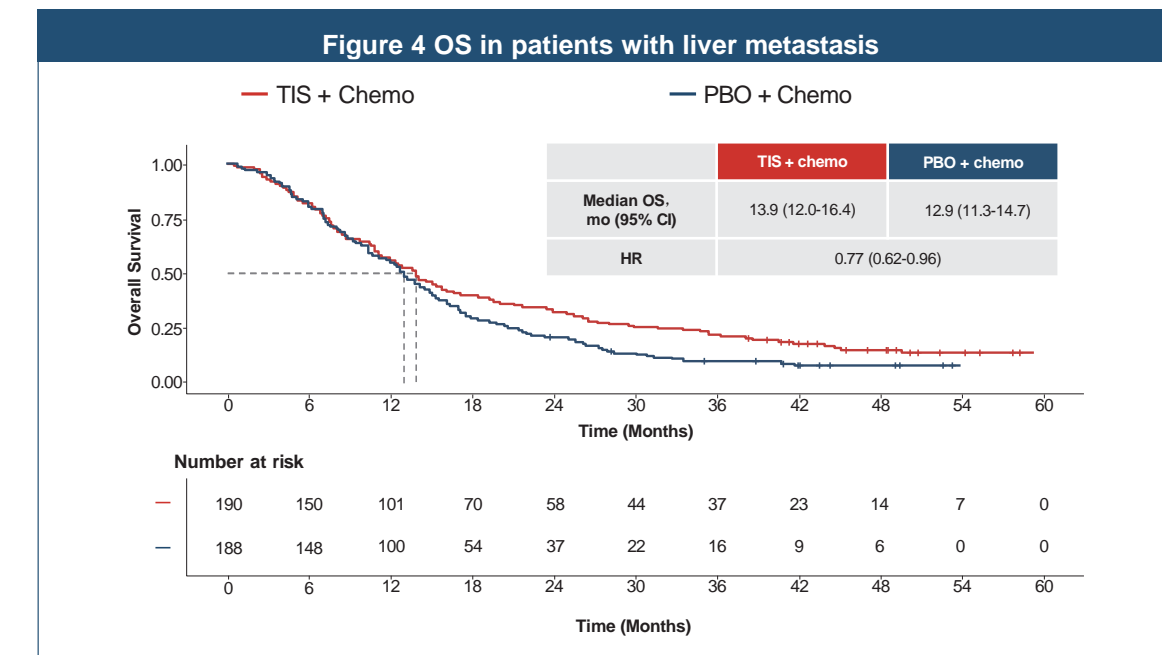 Figure 4 OS in patients with liver metastasis
TIS + Chemo
PBO + Chemo
TIS + chemo PBO + chemo
Median OS, mo (95% CI) 13.9 (12.0-16.4) 12.9 (11.3-14.7)
HR 0.77 (0.62-0.96)
Overall Survival
1.00
0.75
0.50
0.25
0.00
0 6 12 18 24 30 36 42 48 54 60
Time (Months)
Number at risk
190 150 101 70 58 44 37 23 14 7 0
188 148 100 54 37 22 16 9 6 0 0
0 6 12 18 24 30 36 42 48 54 60
Time (Months)